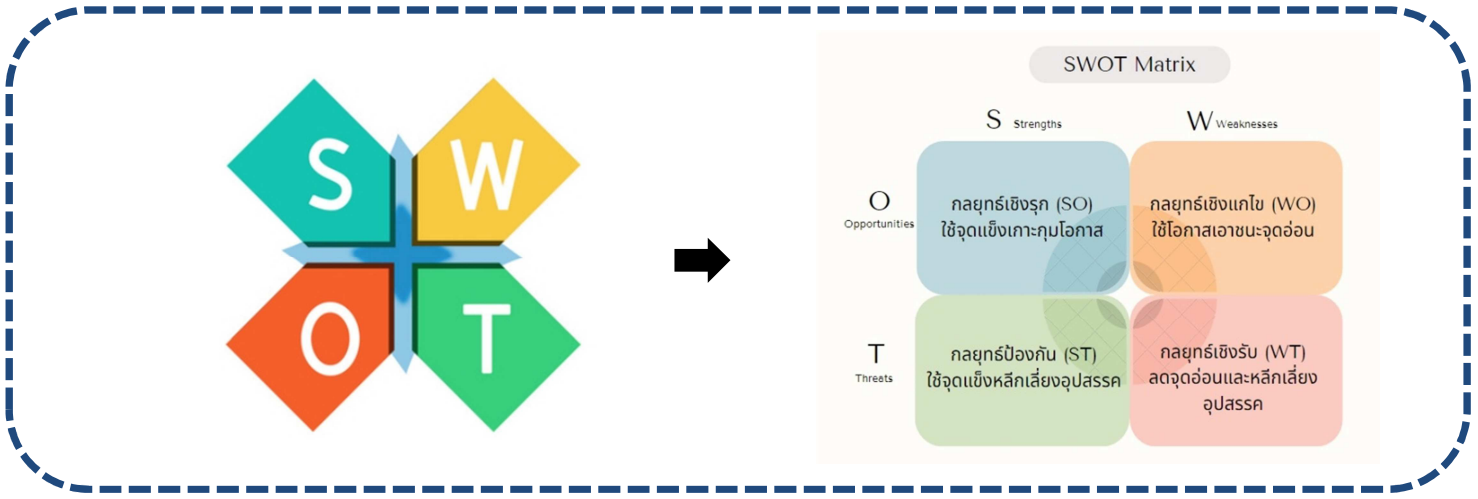 S W
O T
SWOT Matrix
S Strengths
W Weaknesses
O
Opportunities
กลยุทธ์เชิงรุก (SO)
ใช้จุดแข็งเกาะกุมโอกาส
กลยุทธ์เชิงแก้ไข (WO)
ใช้โอกาสเอาชนะจุดอ่อน
T
Threats
กลยุทธ์ป้องกัน (ST)
ใช้จุดแข็งหลีกเลี่ยงอุปสรรค
กลยุทธ์เชิงรับ (WT)
ลดจุดอ่อนและหลีกเลี่ยง
อุปสรรค